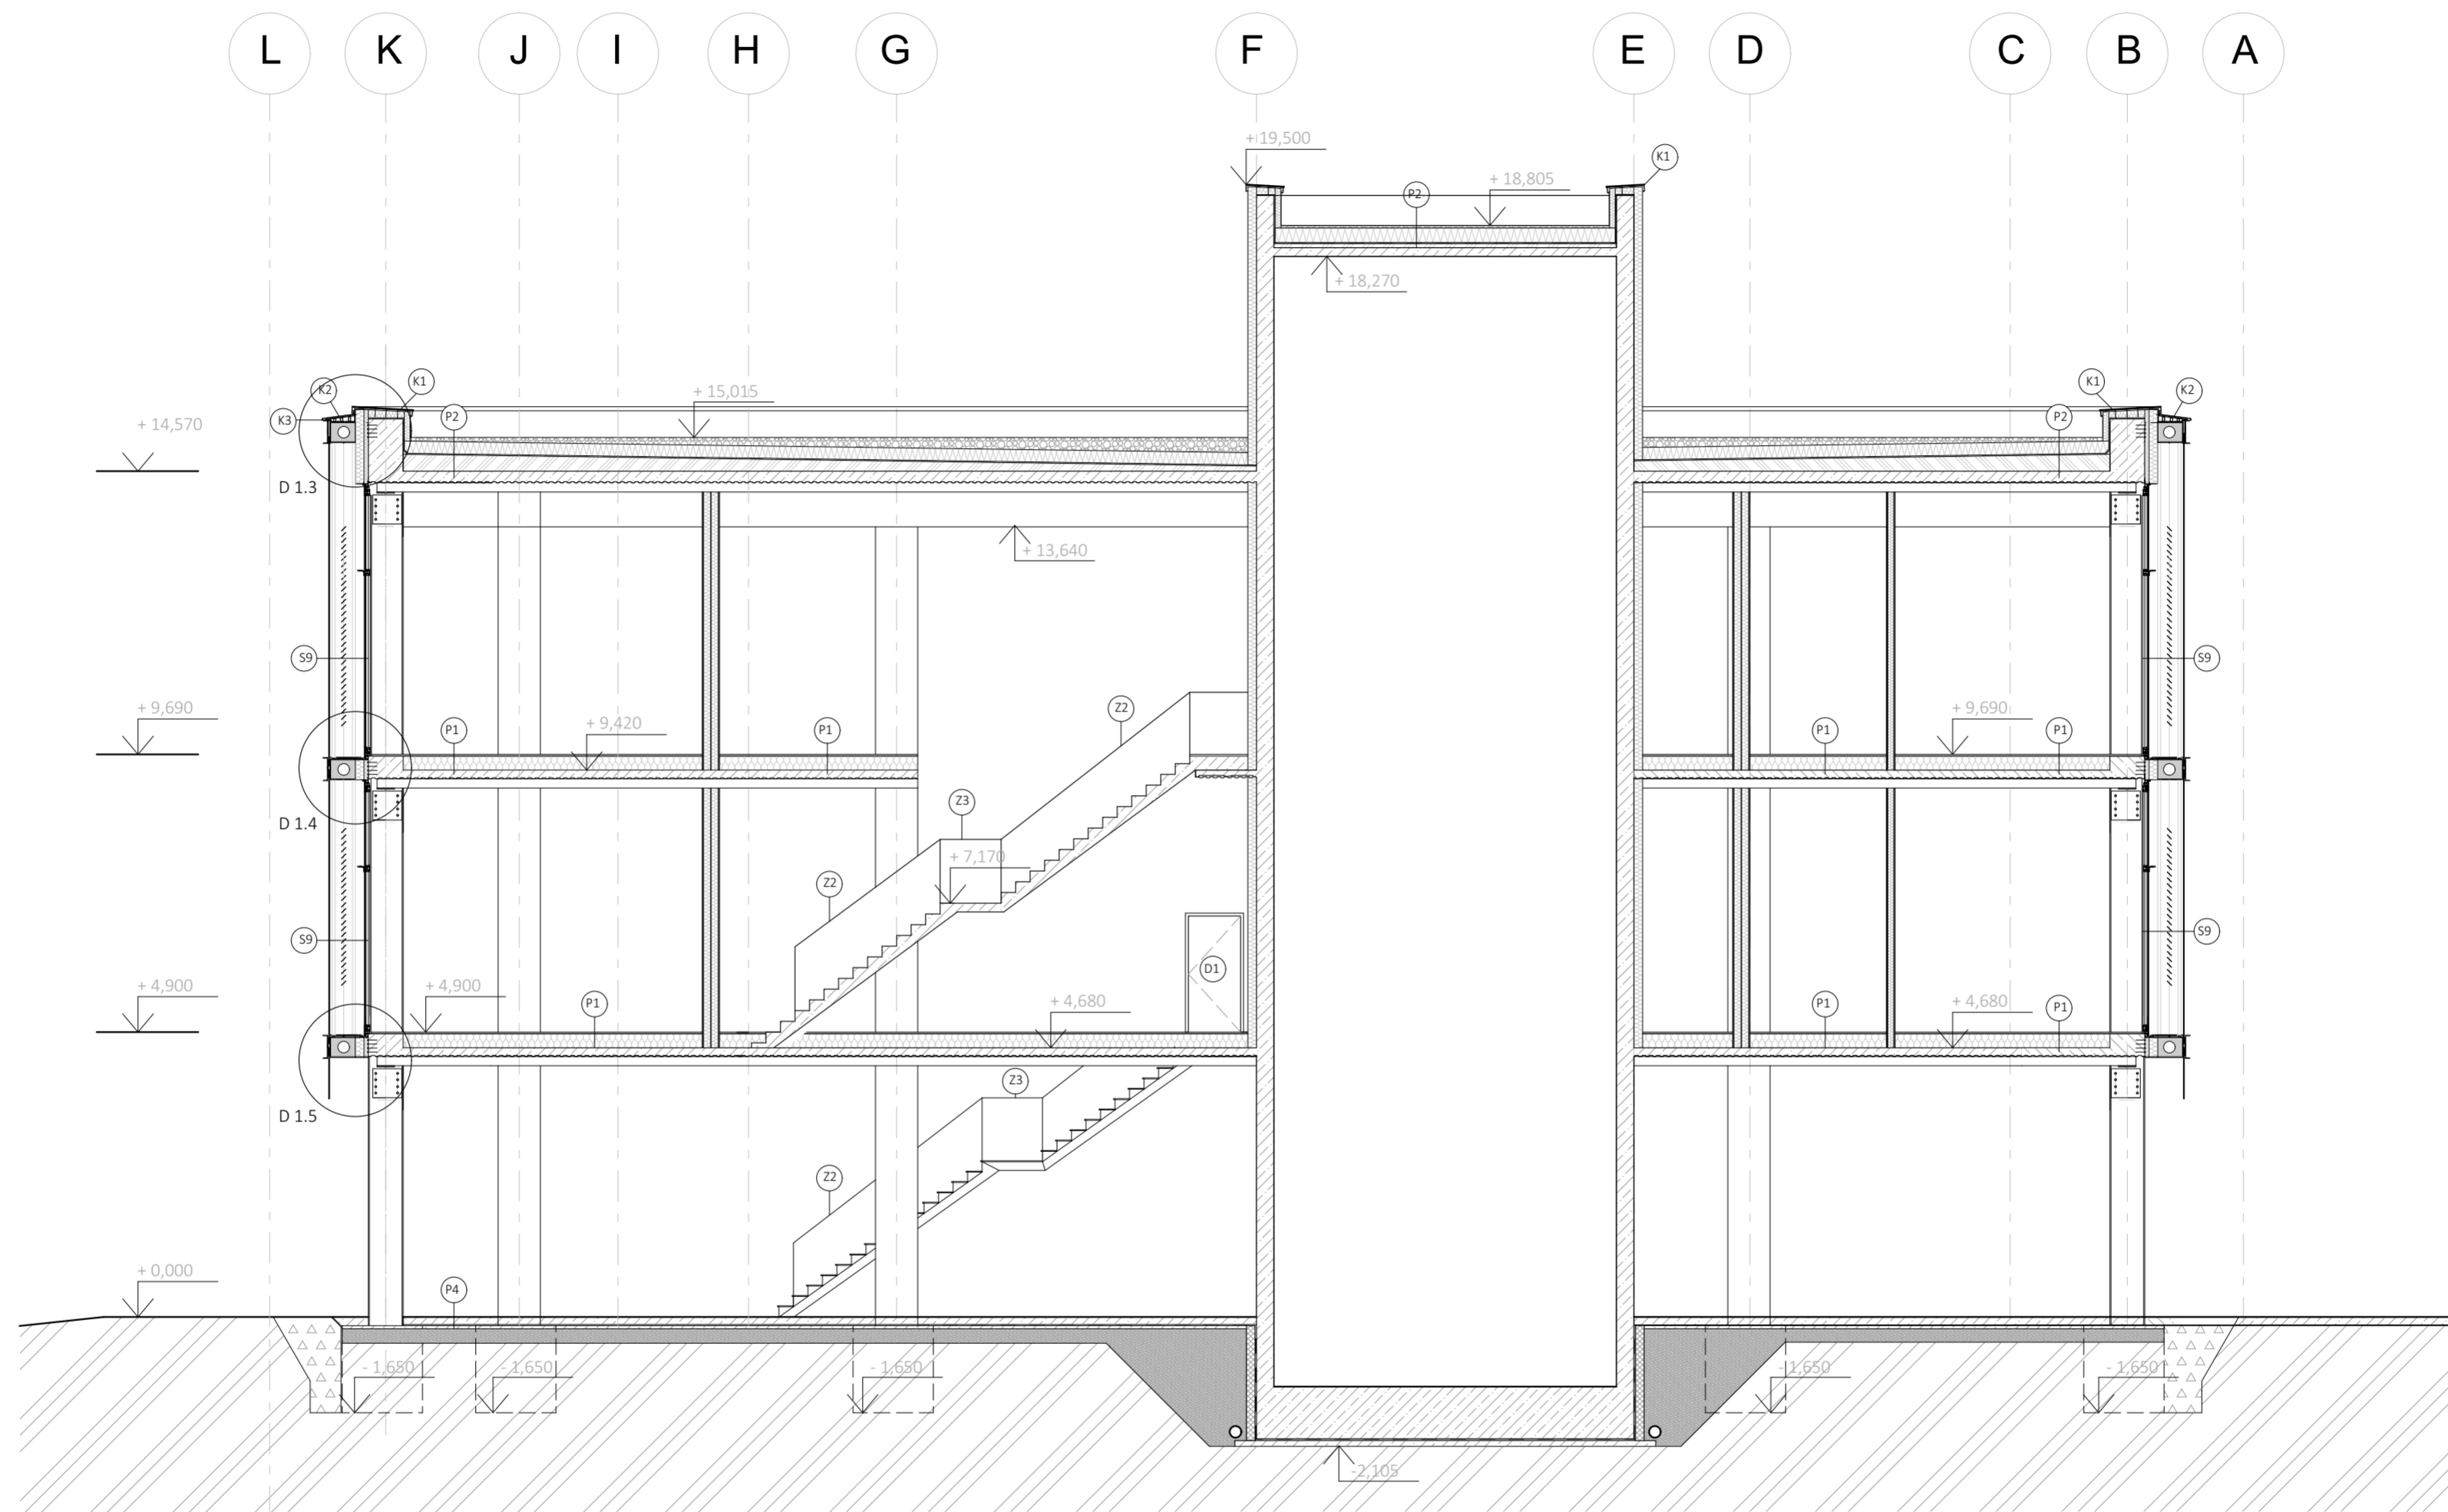 L K J I H G F E D C B A
+ 19,500
K1
+ 18,805
P2
+ 18,270
K2 K1 + 15,015 K1 K2
K3 P2 P2
+ 14,570
D 1.3
+ 13,640
S9 S9
+ 9,690 Z2 + 9,690
P1 + 9,420 P1 P1 P1
Z3
D 1.4
+ 7,170
Z2
S9 S9
D1
+ 4,900 + 4,900 P1 + 4,680 P1 + 4,680 P1
Z3
D 1.5
Z2
+ 0,000
P4
- 1,650 - 1,650 - 1,650 - 1,650 - 1,650
-2,105